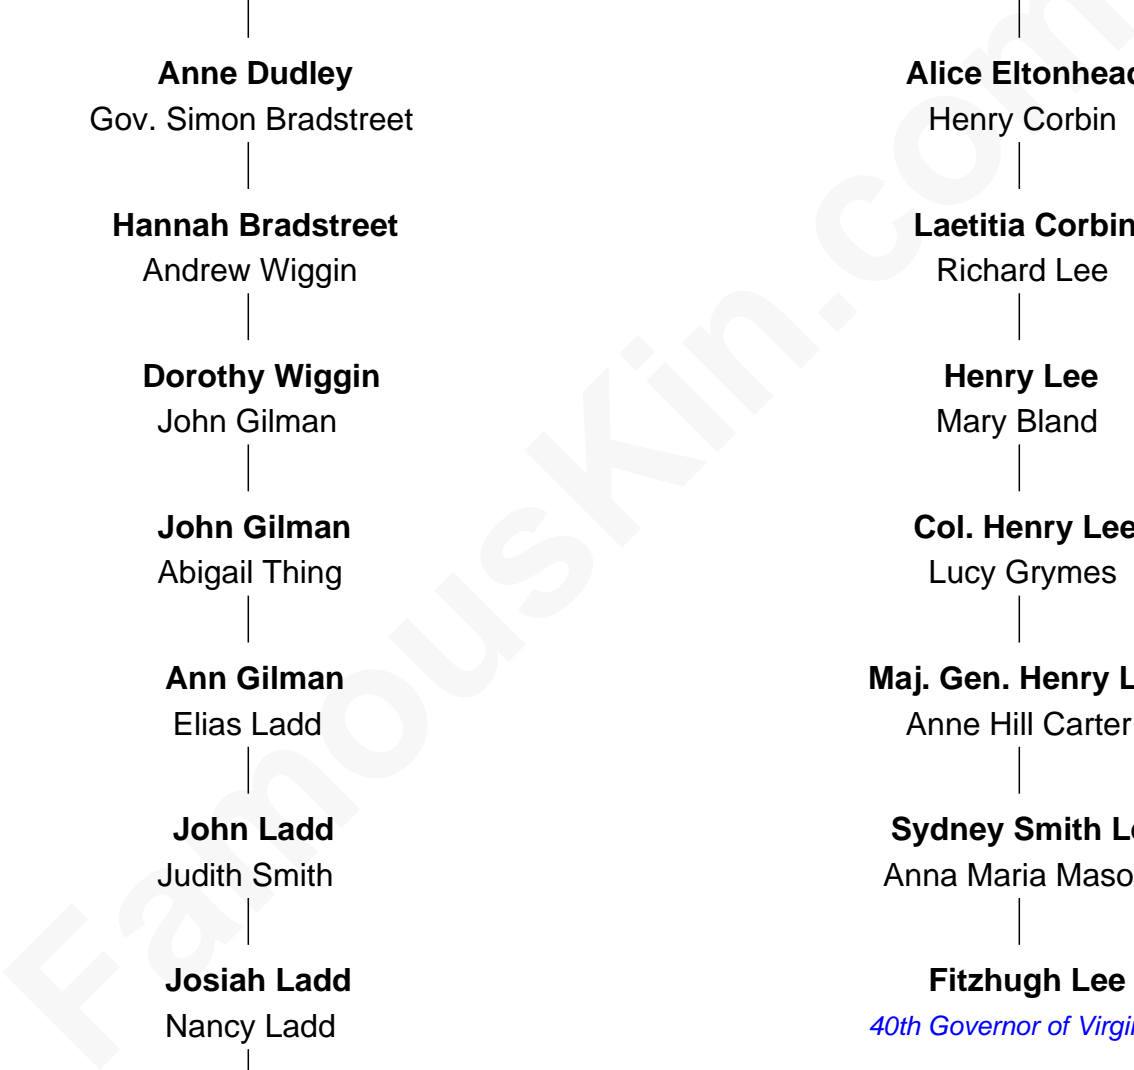 Anne Dudley
Gov. Simon Bradstreet
Hannah Bradstreet
Andrew Wiggin
Dorothy Wiggin
John Gilman
John Gilman
Abigail Thing
Ann Gilman
Elias Ladd
John Ladd
Judith Smith
Josiah Ladd
Nancy Ladd
Alice Eltonhead
Henry Corbin
Laetitia Corbin
Richard Lee
Henry Lee
Mary Bland
Col. Henry Lee
Lucy Grymes
Maj. Gen. Henry L
Anne Hill Carter
Sydney Smith Le
Anna Maria Maso
Fitzhugh Lee
40th Governor of Virgin
FamousKin.com